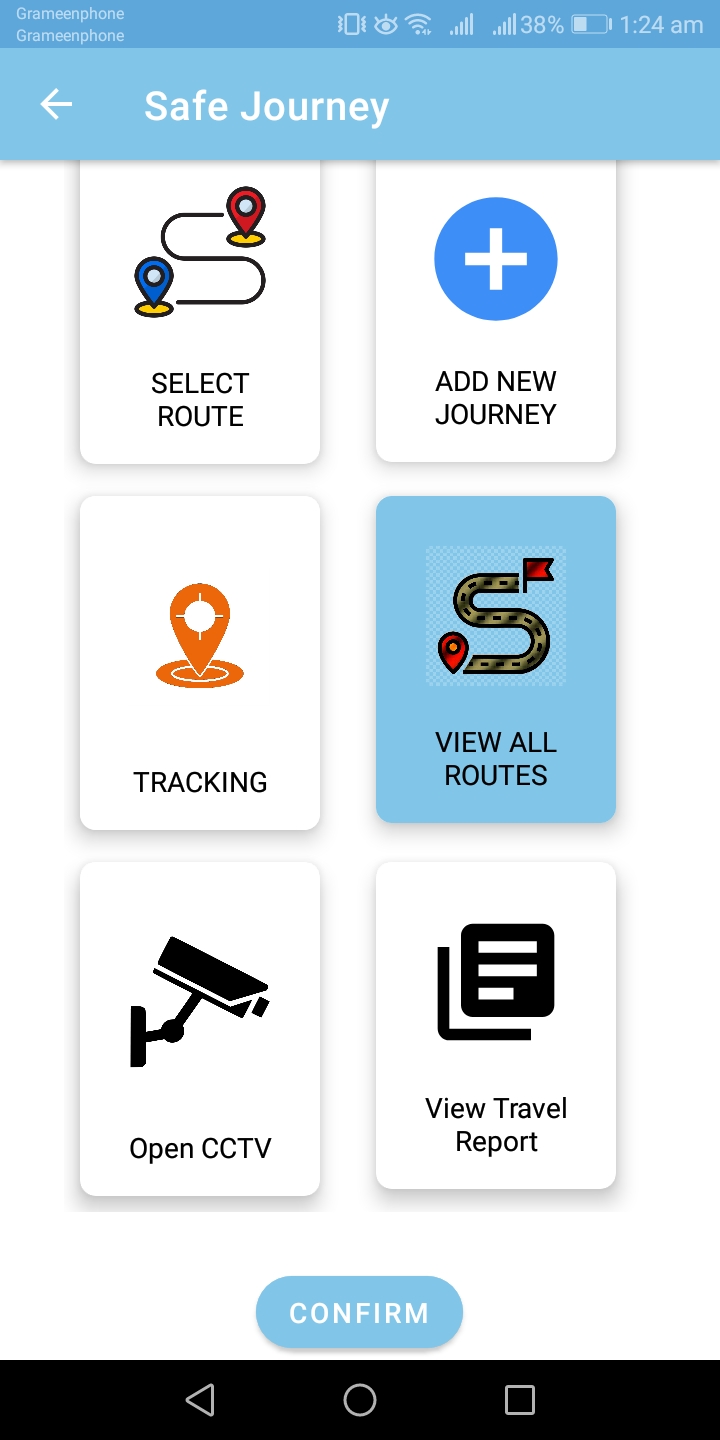 Grameenphone
Grameenphone
38% 1:24 am
Safe Journey
SELECT
ROUTE
ADD NEW
JOURNEY
TRACKING
VIEW ALL
ROUTES
Open CCTV
View Travel
Report
CONFIRM